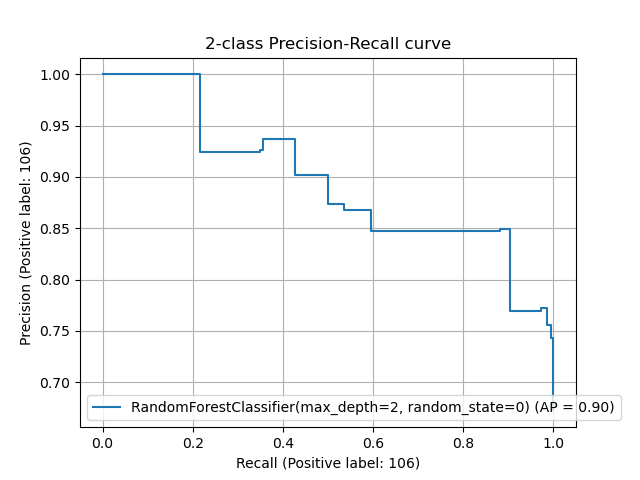 2-class Precision-Recall curve
1.00
0.95
0.90
0.85
0.80
0.75
0.70
Precision (Positive label: 106)
RandomForestClassifier(max_depth=2, random_state=0) (AP = 0.90)
0.0 0.2 0.4 0.6 0.8 1.0
Recall (Positive label: 106)